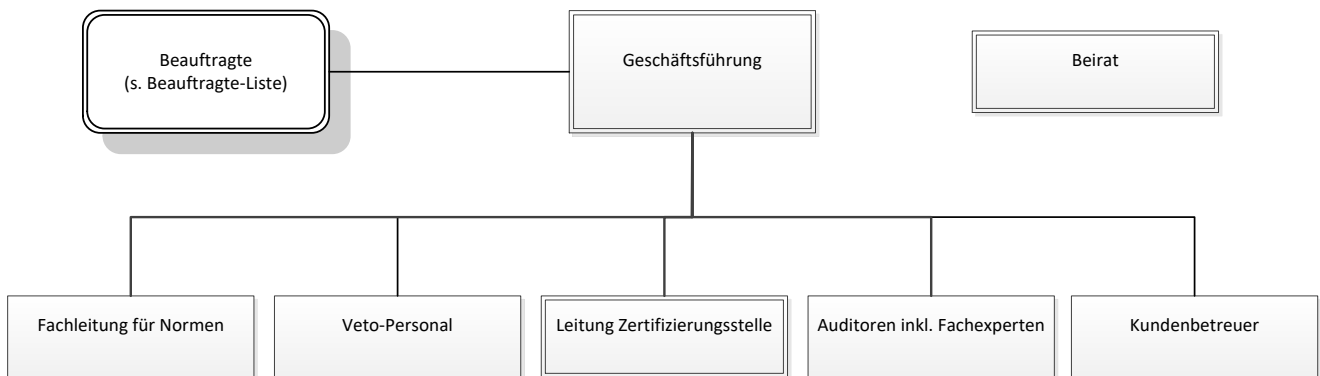 Beauftragte
(s. Beauftragte-Liste)
Geschäftsführung
Beirat
Fachleitung für Normen
Veto-Personal
Leitung Zertifizierungsstelle
Auditoren inkl. Fachexperten
Kundenbetreuer